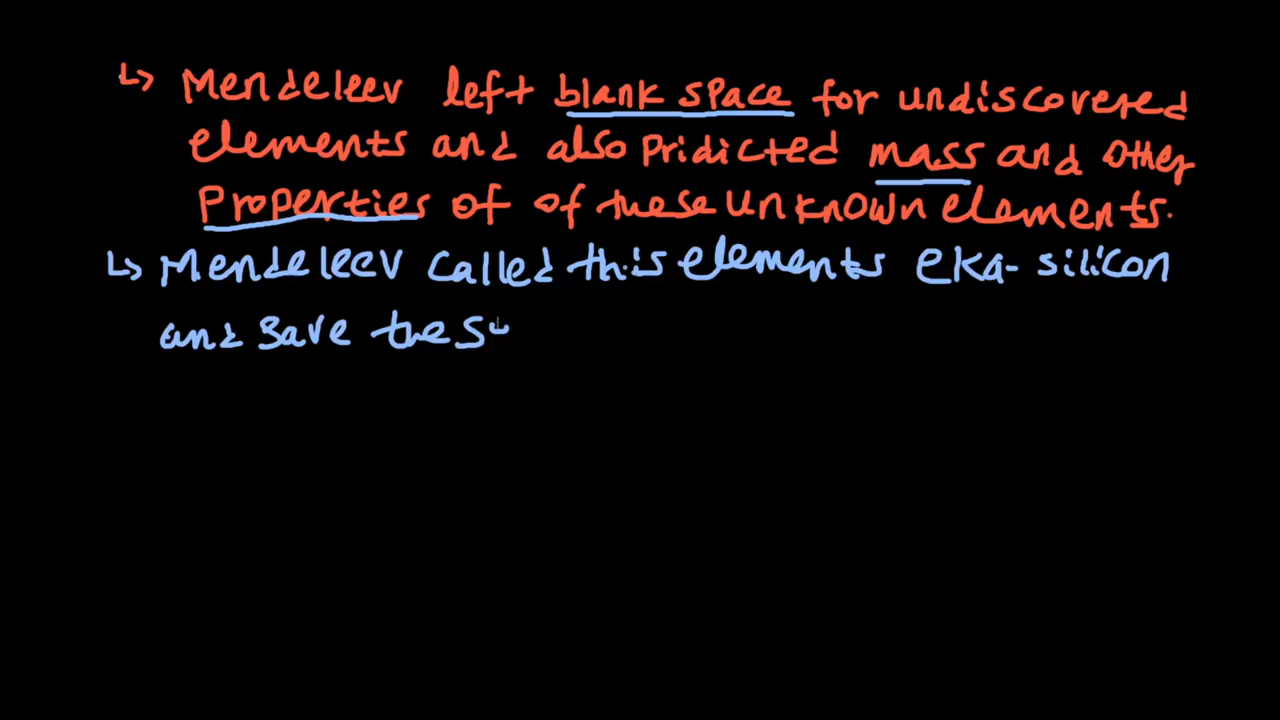 ↳ Mendeleev left blank space for undiscovered
elements and also Pridicted mass and other
Properties of of these unknown elements.
↳ Mendeleev called this elements eka-silicon
and gave the S